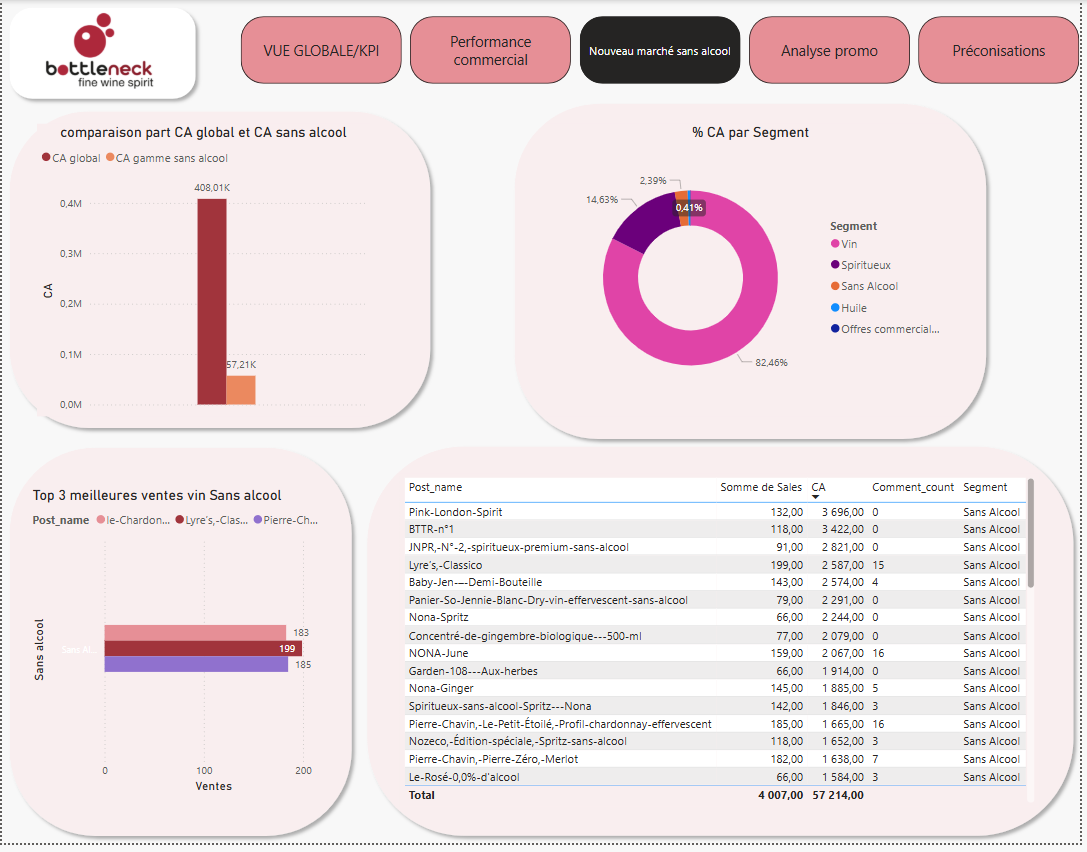 bottleneck
fine wine spirit
VUE GLOBALE/KPI
Performance
commercial
Nouveau marché sans alcool
Analyse promo
Préconisations
comparaison part CA global et CA sans alcool
CA global CA gamme sans alcool
408,01K
0,4M
0,3M
0,2M
0,1M
0,0M
CA
57,21K
% CA par Segment
2,39%
14,63%
0,41%
82,46%
Segment
Vin
Spiritueux
Sans Alcool
Huile
Offres commercial...
Top 3 meilleures ventes vin Sans alcool
Post_name le-Chardon... Lyre's,-Clas... Pierre-Ch...
Sans alcool
Sans Al...
183
199
185
0 100 200
Ventes
Post_name Somme de Sales CA Comment_count Segment
Pink-London-Spirit 132,00 3 696,00 0 Sans Alcool
BTTR-n°1 118,00 3 422,00 0 Sans Alcool
JNPR,-N°-2,-spiritueux-premium-sans-alcool 91,00 2 821,00 0 Sans Alcool
Lyre's,-Classico 199,00 2 587,00 15 Sans Alcool
Baby-Jen-–-Demi-Bouteille 143,00 2 574,00 4 Sans Alcool
Panier-So-Jennie-Blanc-Dry-vin-effervescent-sans-alcool 79,00 2 291,00 0 Sans Alcool
Nona-Spritz 66,00 2 244,00 0 Sans Alcool
Concentré-de-gingembre-biologique---500-ml 77,00 2 079,00 0 Sans Alcool
NONA-June 159,00 2 067,00 16 Sans Alcool
Garden-108---Aux-herbes 66,00 1 914,00 0 Sans Alcool
Nona-Ginger 145,00 1 885,00 5 Sans Alcool
Spiritueux-sans-alcool-Spritz---Nona 142,00 1 846,00 3 Sans Alcool
Pierre-Chavin,-Le-Petit-Étoilé,-Profil-chardonnay-effervescent 185,00 1 665,00 16 Sans Alcool
Nozeco,-Édition-spéciale,-Spritz-sans-alcool 118,00 1 652,00 3 Sans Alcool
Pierre-Chavin,-Pierre-Zéro,-Merlot 182,00 1 638,00 7 Sans Alcool
Le-Rosé-0,0%-d'alcool 66,00 1 584,00 3 Sans Alcool
Total 4 007,00 57 214,00